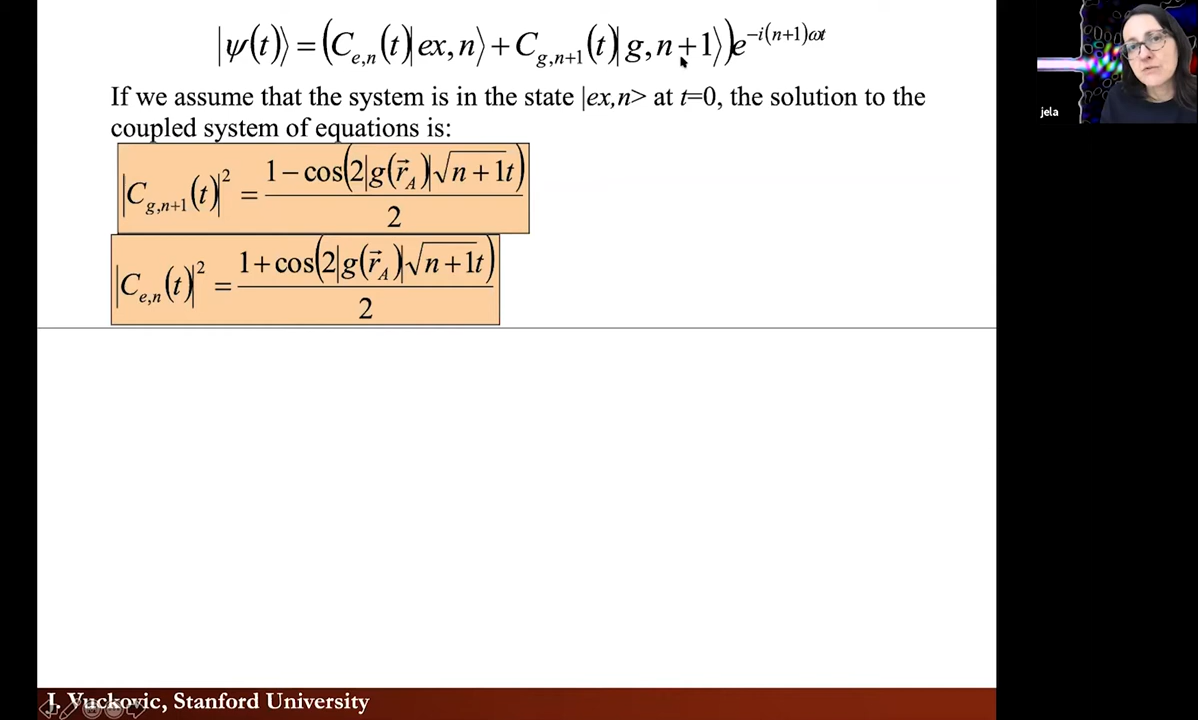 |ψ(t)⟩ = (C_{e,n}(t)|ex, n⟩ + C_{g,n+1}(t)|g, n+1⟩)e^{−i(n+1)ωt}
If we assume that the system is in the state |ex,n> at t=0, the solution to the
coupled system of equations is:
|C_{g,n+1}(t)|² = (1 − cos(2|g(r⃗_A)|√(n+1)t))/2
|C_{e,n}(t)|² = (1 + cos(2|g(r⃗_A)|√(n+1)t))/2
jela
J. Vuckovic, Stanford University